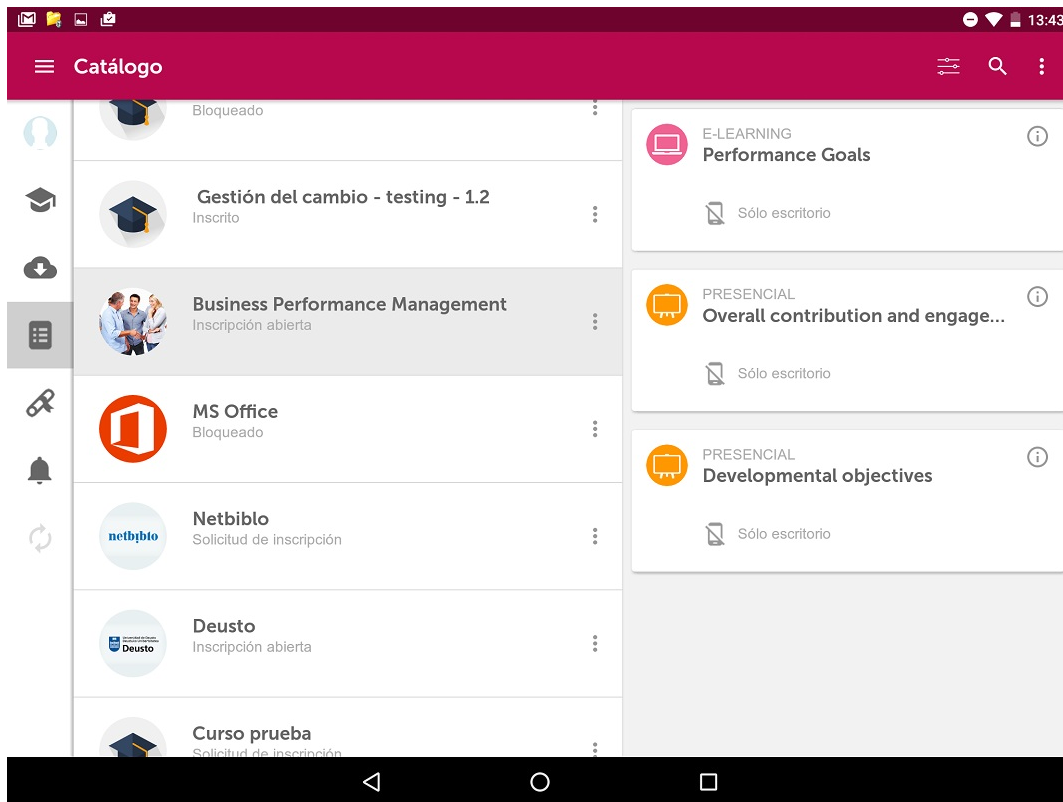 13:43
Catálogo
Bloqueado
Gestión del cambio - testing - 1.2
Inscrito
Business Performance Management
Inscripción abierta
MS Office
Bloqueado
netbiblo
Netbiblo
Solicitud de inscripción
Deusto
Deusto
Inscripción abierta
Curso prueba
Solicitud de inscripción
E-LEARNING
Performance Goals
Sólo escritorio
PRESENCIAL
Overall contribution and engage...
Sólo escritorio
PRESENCIAL
Developmental objectives
Sólo escritorio